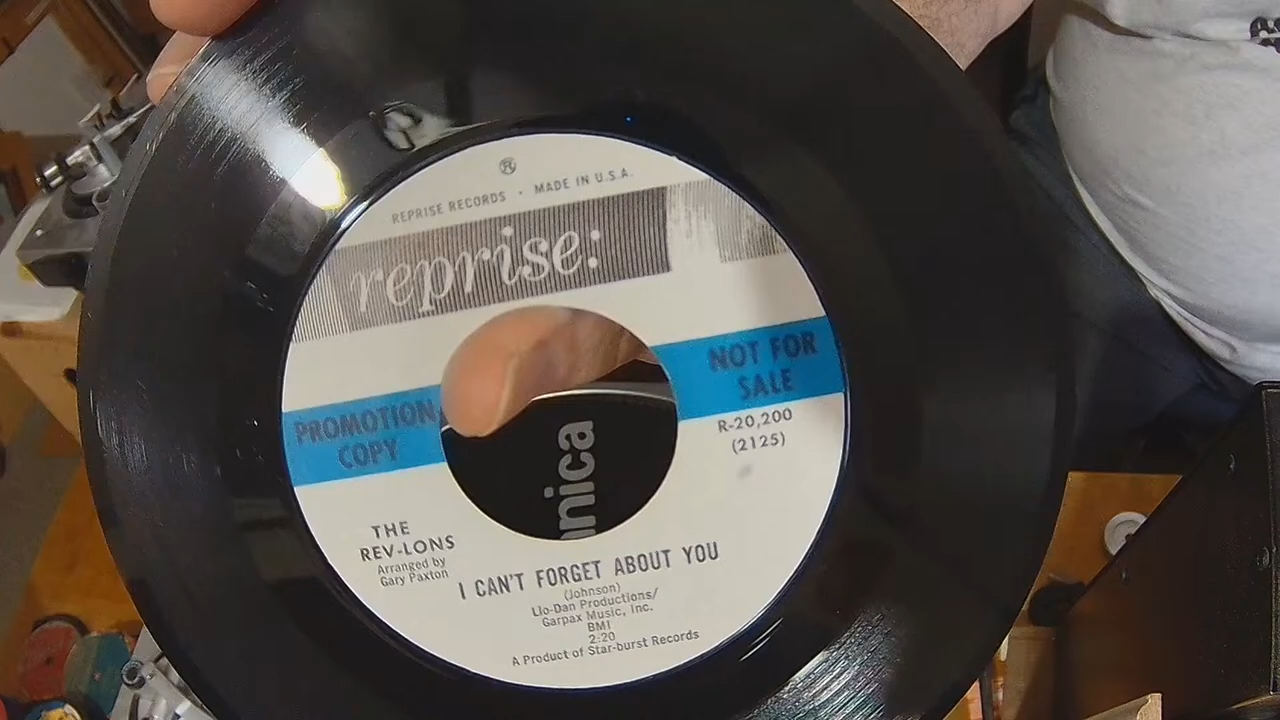 ®
REPRISE RECORDS • MADE IN U.S.A.
reprise:
PROMOTION
COPY
NOT FOR
SALE
R-20,200
(2125)
THE
REV-LONS
Arranged by
Gary Paxton
I CAN'T FORGET ABOUT YOU
(Johnson)
Llo-Dan Productions/
Garpax Music, Inc.
BMI
2:20
A Product of Star-burst Records